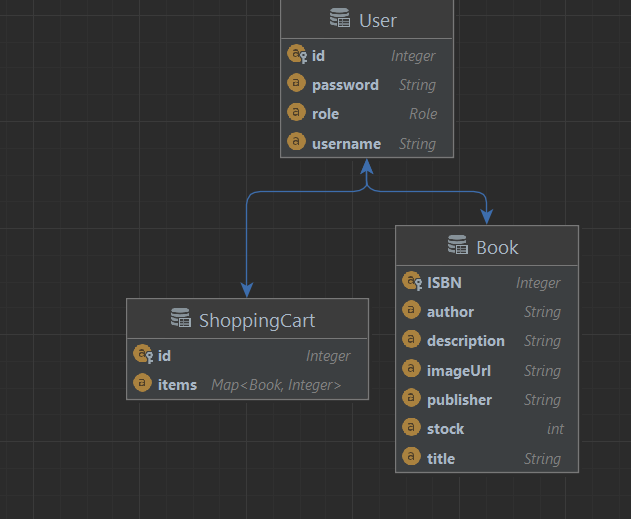 User
id Integer
password String
role Role
username String
Book
ISBN Integer
author String
description String
imageUrl String
publisher String
stock int
title String
ShoppingCart
id Integer
items Map<Book, Integer>